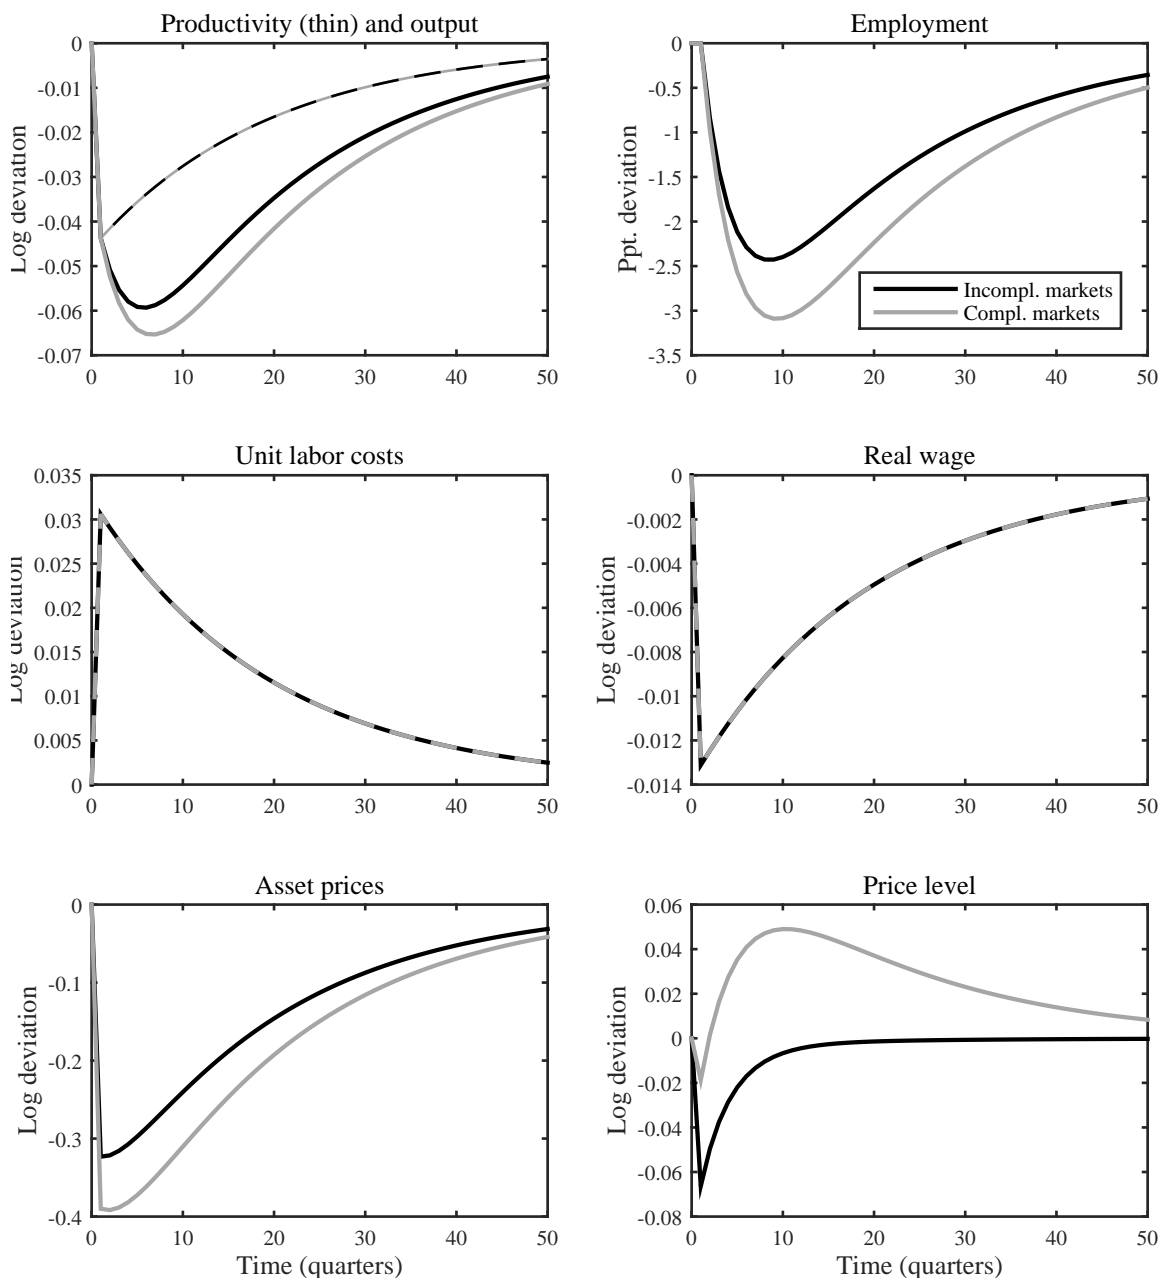 Productivity (thin) and output
Employment
0
-0.01
-0.02
-0.03
-0.04
-0.05
-0.06
-0.07
Log deviation
0 10 20 30 40 50
0
-0.5
-1
-1.5
-2
-2.5
-3
-3.5
Ppt. deviation
Incompl. markets
Compl. markets
0 10 20 30 40 50
Unit labor costs
Real wage
0.035
0.03
0.025
0.02
0.015
0.01
0.005
0
Log deviation
0 10 20 30 40 50
0
-0.002
-0.004
-0.006
-0.008
-0.01
-0.012
-0.014
Log deviation
0 10 20 30 40 50
Asset prices
Price level
0
-0.1
-0.2
-0.3
-0.4
Log deviation
0 10 20 30 40 50
Time (quarters)
0.06
0.04
0.02
0
-0.02
-0.04
-0.06
-0.08
Log deviation
0 10 20 30 40 50
Time (quarters)